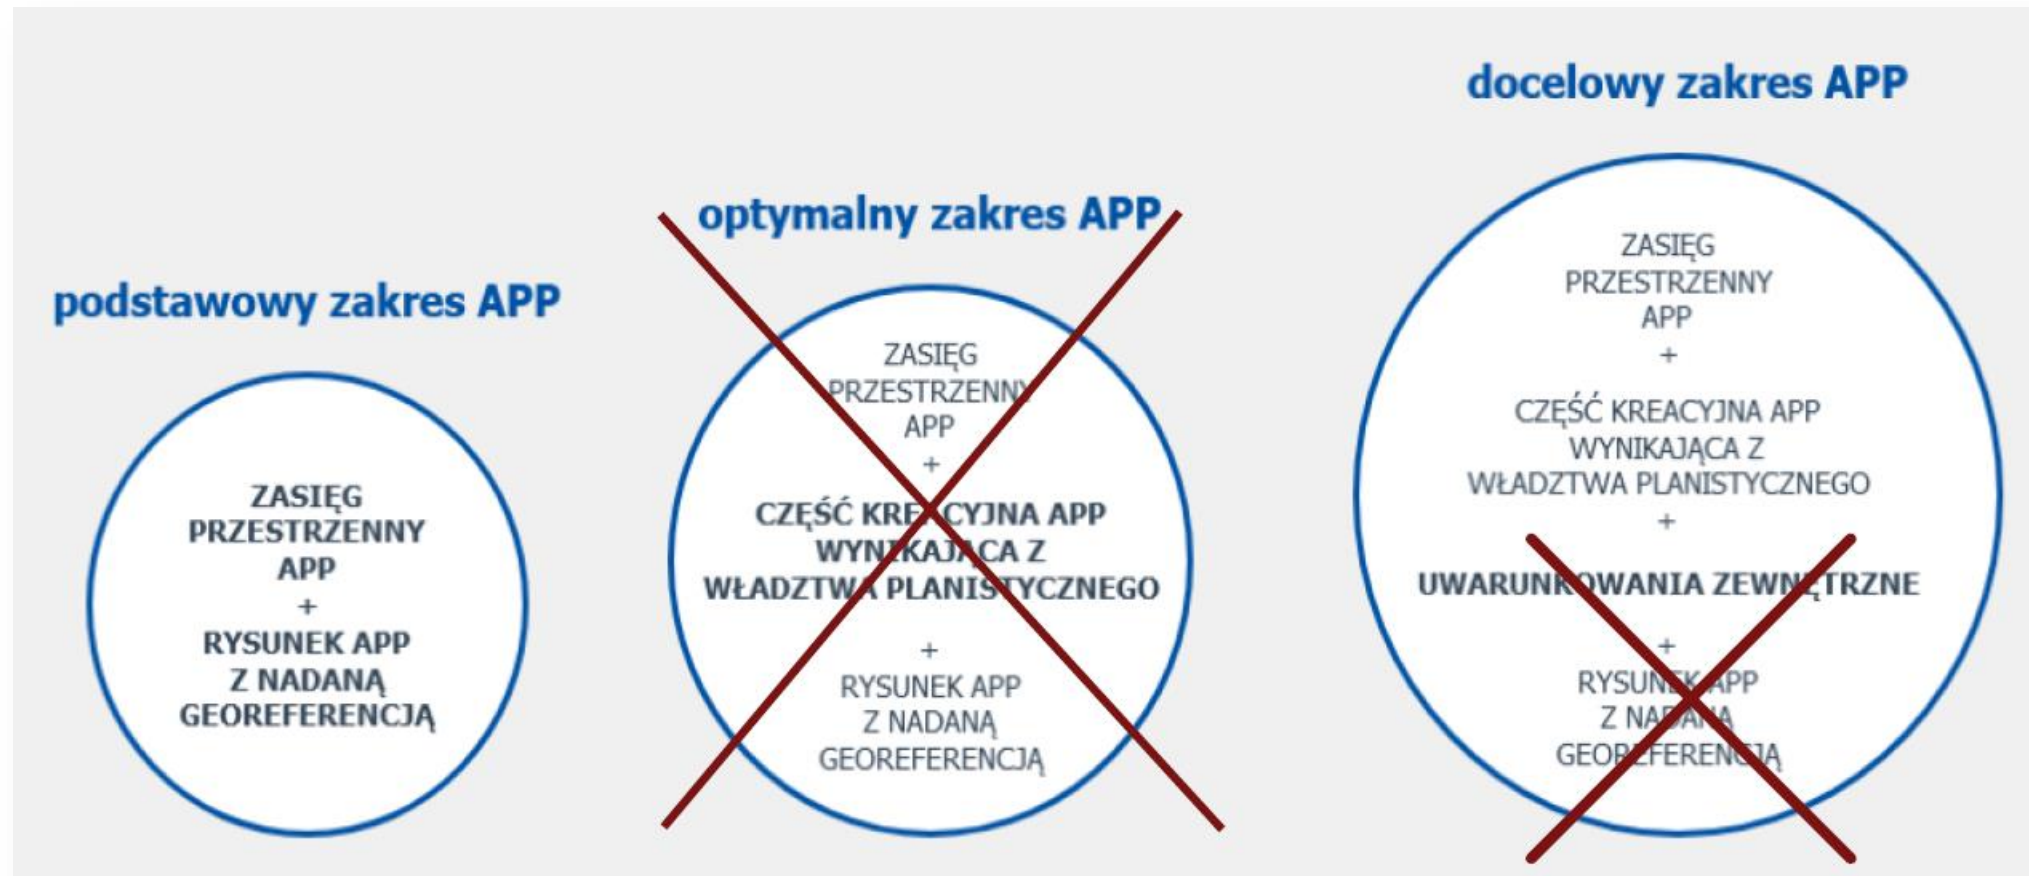 podstawowy zakres APP
ZASIĘG
PRZESTRZENNY
APP
+
RYSUNEK APP
Z NADANĄ
GEOREFERENCJĄ
optymalny zakres APP
ZASIĘG
PRZESTRZENNY
APP
+
CZĘŚĆ KREACYJNA APP
WYNIKAJĄCA Z
WŁADZTWA PLANISTYCZNEGO
+
RYSUNEK APP
Z NADANĄ
GEOREFERENCJĄ
docelowy zakres APP
ZASIĘG
PRZESTRZENNY
APP
+
CZĘŚĆ KREACYJNA APP
WYNIKAJĄCA Z
WŁADZTWA PLANISTYCZNEGO
+
UWARUNKOWANIA ZEWNĘTRZNE
+
RYSUNEK APP
Z NADANĄ
GEOREFERENCJĄ